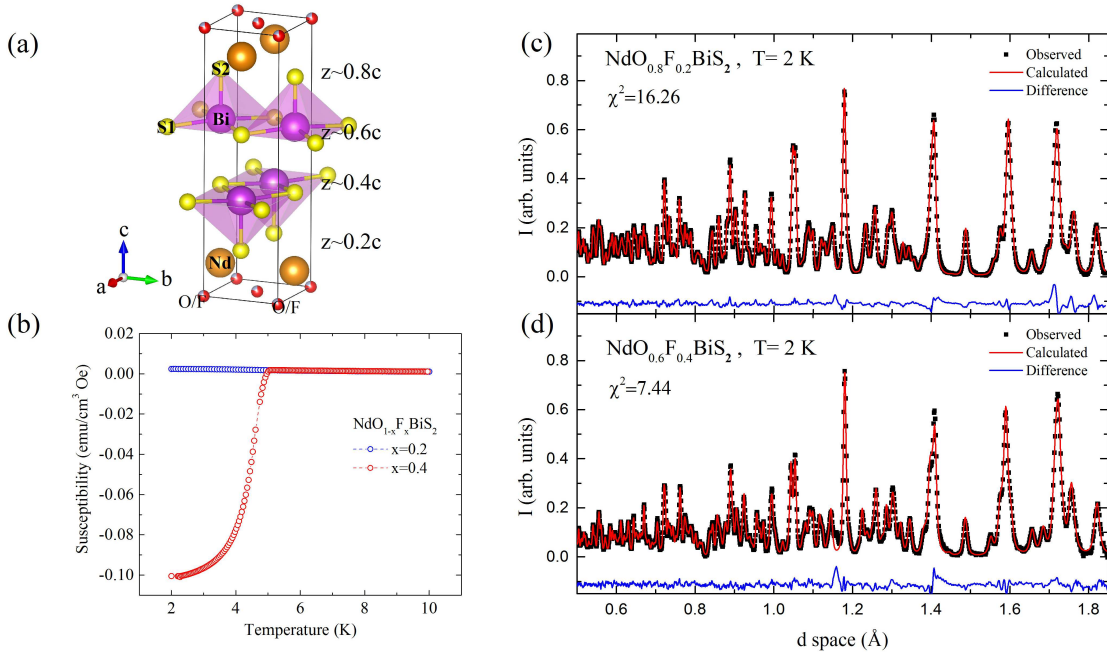 (a)
S2
z~0.8c
S1
Bi
z~0.6c
z~0.4c
z~0.2c
c
a
b
Nd
O/F
O/F
(b)
0.02
0.00
-0.02
-0.04
-0.06
-0.08
-0.10
Susceptibility (emu/cm³ Oe)
NdO₁₋ₓFₓBiS₂
x=0.2
x=0.4
2 4 6 8 10
Temperature (K)
(c)
NdO₀.₈F₀.₂BiS₂ , T= 2 K
χ²=16.26
Observed
Calculated
Difference
0.8
0.6
0.4
0.2
0.0
I (arb. units)
(d)
NdO₀.₆F₀.₄BiS₂ , T= 2 K
χ²=7.44
Observed
Calculated
Difference
0.8
0.6
0.4
0.2
0.0
I (arb. units)
0.6 0.8 1.0 1.2 1.4 1.6 1.8
d space (Å)